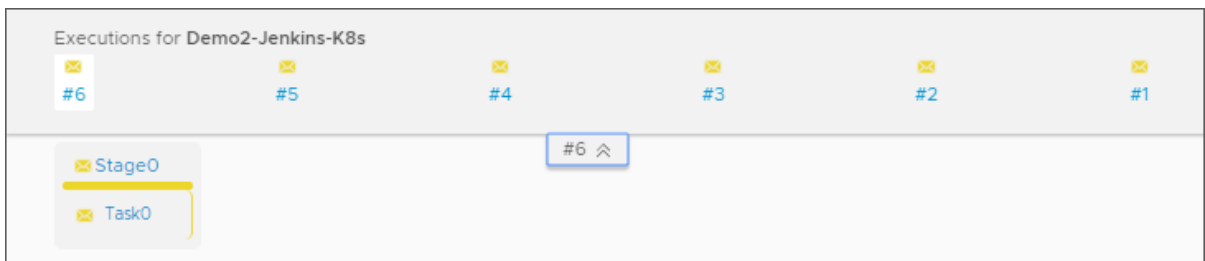 Executions for Demo2-Jenkins-K8s
#6 #5 #4 #3 #2 #1
#6
Stage0
Task0